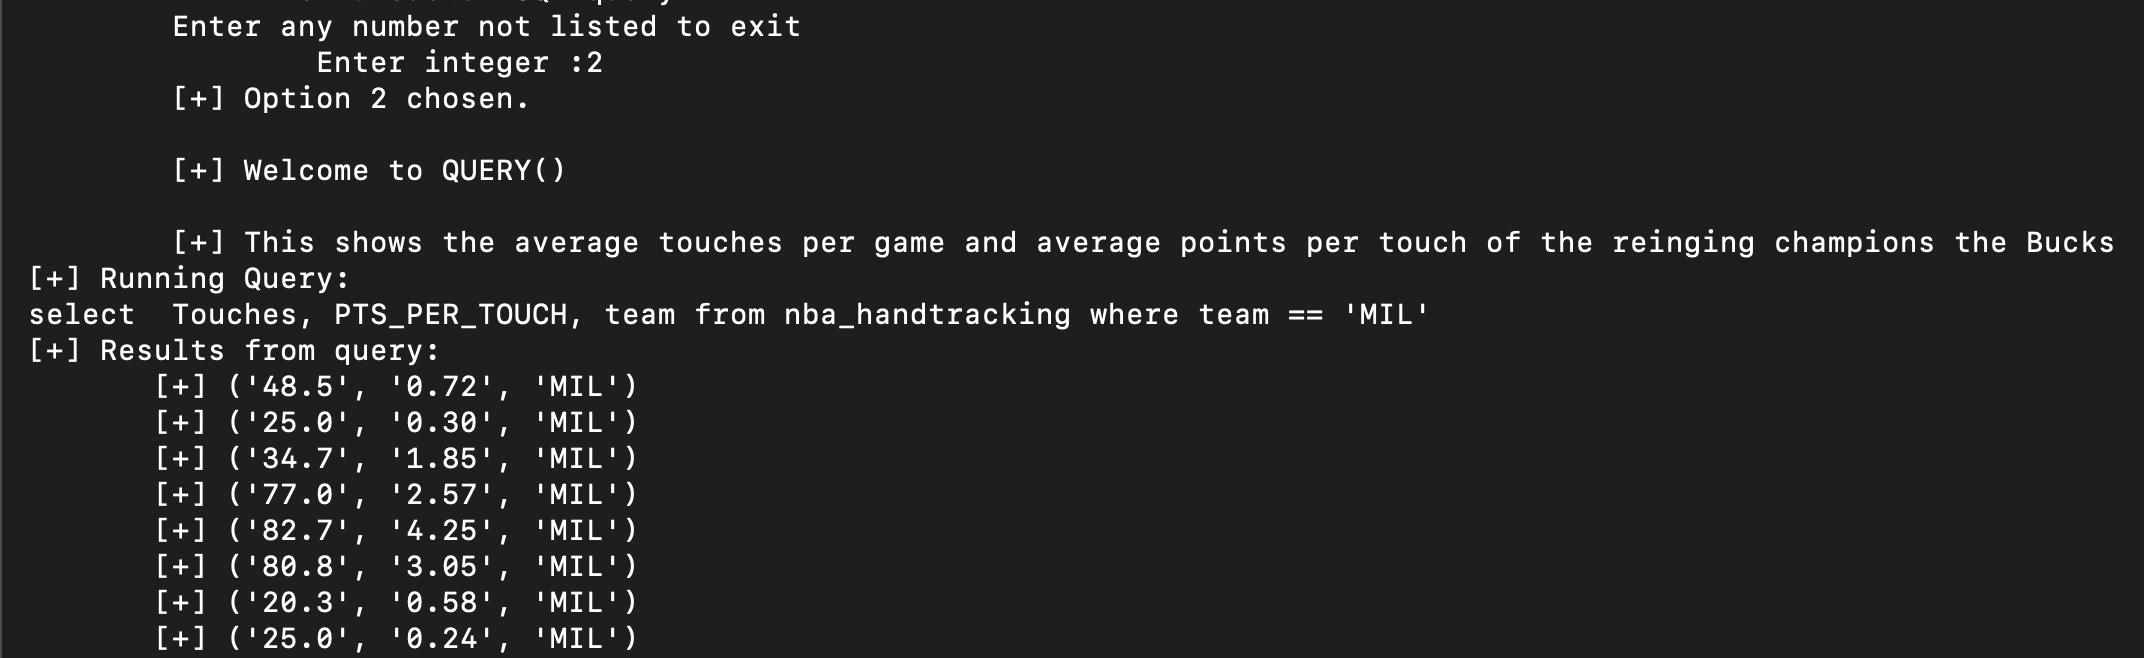 Enter any number not listed to exit
Enter integer :2
[+] Option 2 chosen.
[+] Welcome to QUERY()
[+] This shows the average touches per game and average points per touch of the reinging champions the Bucks
[+] Running Query:
select  Touches, PTS_PER_TOUCH, team from nba_handtracking where team == 'MIL'
[+] Results from query:
[+] ('48.5', '0.72', 'MIL')
[+] ('25.0', '0.30', 'MIL')
[+] ('34.7', '1.85', 'MIL')
[+] ('77.0', '2.57', 'MIL')
[+] ('82.7', '4.25', 'MIL')
[+] ('80.8', '3.05', 'MIL')
[+] ('20.3', '0.58', 'MIL')
[+] ('25.0', '0.24', 'MIL')